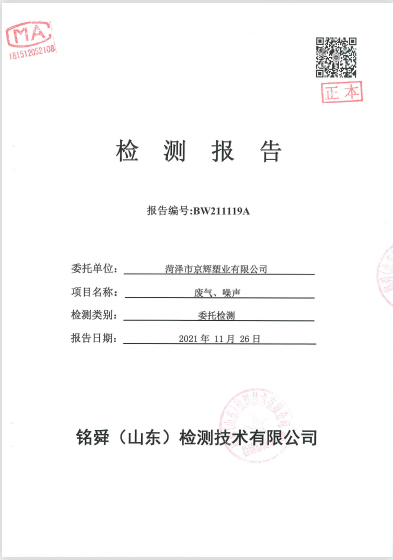 MA
181512052108
正本
检测报告
报告编号:BW211119A
委托单位: 菏泽市京辉塑业有限公司
项目名称: 废气、噪声
检测类别: 委托检测
报告日期: 2021 年 11 月 26 日
铭舜（山东）检测技术有限公司